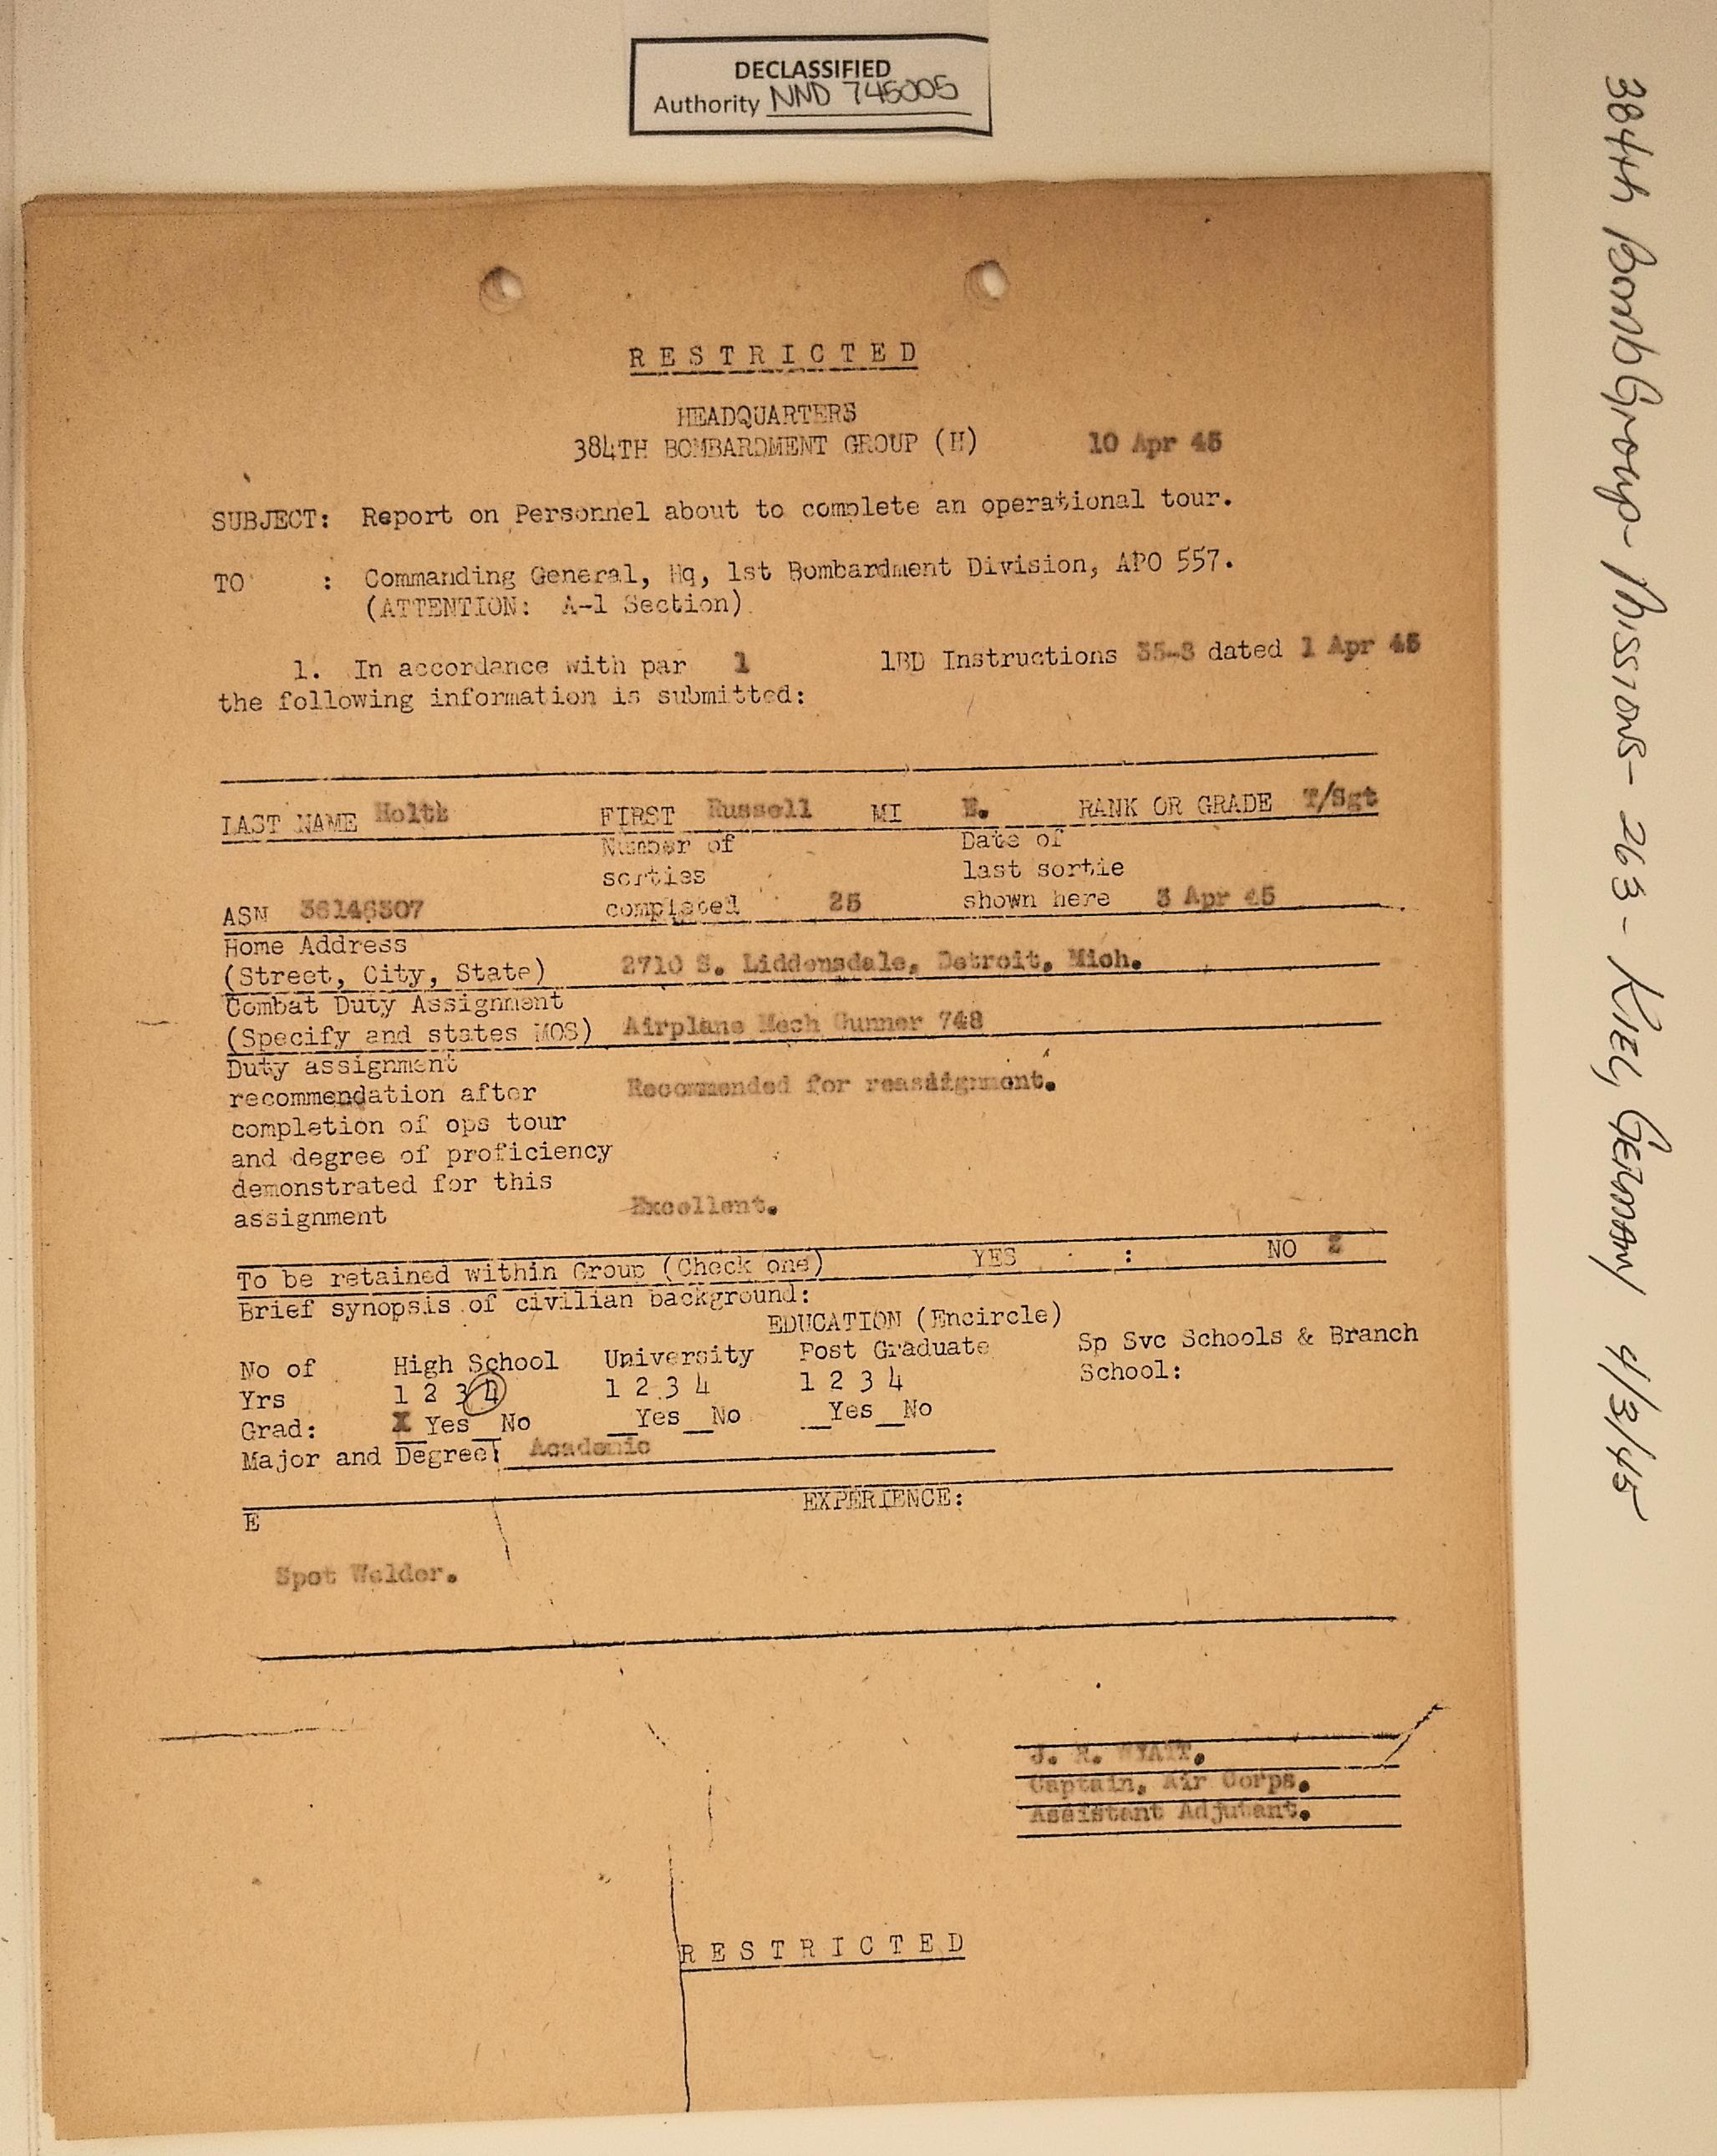 DECLASSIFIED
Authority NND 745005
384th Bomb Group - Missions - 263 - KIEL, GERMANY 4/3/45
RESTRICTED
HEADQUARTERS
384TH BOMBARDMENT GROUP (H) 10 Apr 45
SUBJECT: Report on Personnel about to complete an operational tour.
TO : Commanding General, Hq, 1st Bombardment Division, APO 557.
(ATTENTION: A-1 Section)
1. In accordance with par 1 1BD Instructions 35-3 dated 1 Apr 45
the following information is submitted:
LAST NAME Holtz FIRST Russell MI E. RANK OR GRADE T/Sgt
Number of Date of
sorties last sortie
ASN 36146307 completed 25 shown here 3 Apr 45
Home Address
(Street, City, State) 2710 S. Liddensdale, Detroit, Mich.
Combat Duty Assignment
(Specify and states MOS) Airplane Mech Gunner 748
Duty assignment
recommendation after Recommended for reassignment.
completion of ops tour
and degree of proficiency
demonstrated for this
assignment Excellent.
To be retained within Group (Check one) YES : NO X
Brief synopsis of civilian background:
EDUCATION (Encircle)
No of High School University Post Graduate Sp Svc Schools & Branch
Yrs 1 2 3 4 1 2 3 4 1 2 3 4 School:
Grad: X Yes_No _Yes_No _Yes_No
Major and Degree: Academic
E EXPERIENCE:
Spot Welder.
J. R. WYATT,
Captain, Air Corps.
Assistant Adjutant.
RESTRICTED